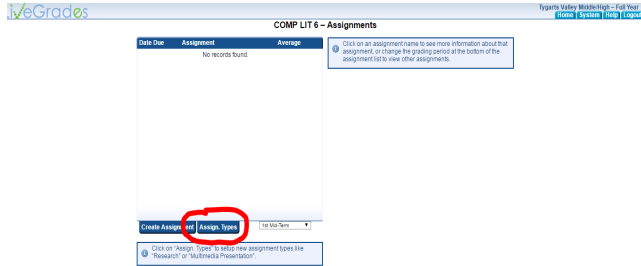 LiveGrades
Tygarts Valley Middle/High – Full Year
Home | System | Help | Logout
COMP LIT 6 – Assignments
Date Due Assignment Average
No records found.
Click on an assignment name to see more information about that
assignment, or change the grading period at the bottom of the
assignment list to view other assignments.
Create Assignment Assign. Types 1st Mid-Term
Click on "Assign. Types" to setup new assignment types like
"Research" or "Multimedia Presentation".